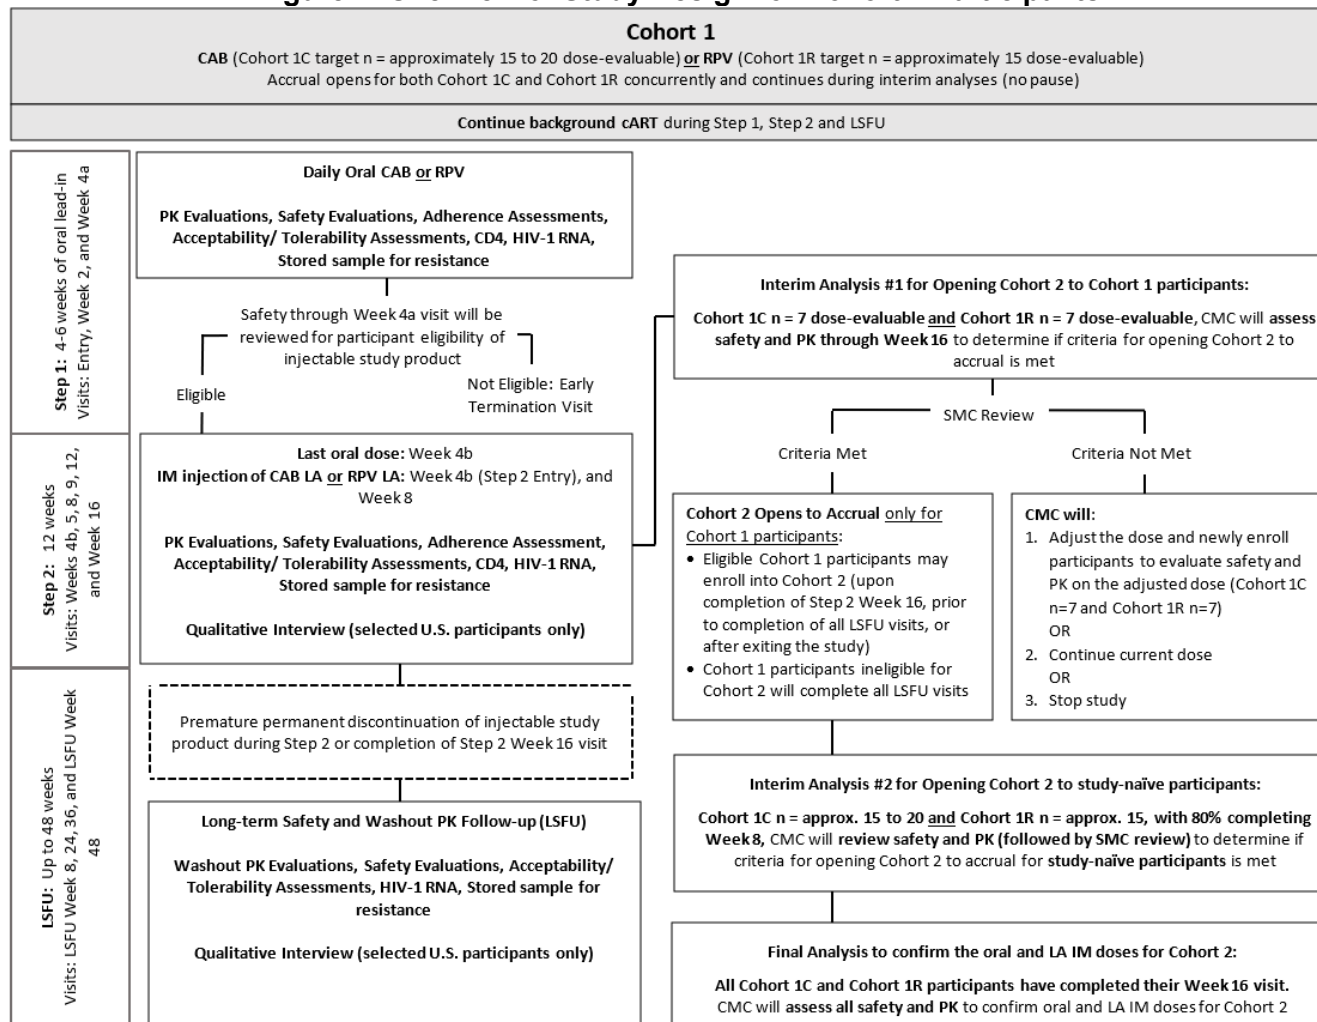 Study Design for Cohort Participants
Cohort 1
CAB (Cohort 1C target n = approximately 15 to 20 dose-evaluable) or RPV (Cohort 1R target n = approximately 15 dose-evaluable)
Accrual opens for both Cohort 1C and Cohort 1R concurrently and continues during interim analyses (no pause)
Continue background cART during Step 1, Step 2 and LSFU
Step 1: 4-6 weeks of oral lead-in
Visits: Entry, Week 2, and Week 4a
Daily Oral CAB or RPV
PK Evaluations, Safety Evaluations, Adherence Assessments,
Acceptability/ Tolerability Assessments, CD4, HIV-1 RNA,
Stored sample for resistance
Safety through Week 4a visit will be
reviewed for participant eligibility of
injectable study product
Eligible
Not Eligible: Early
Termination Visit
Step 2: 12 weeks
Visits: Weeks 4b, 5, 8, 9, 12,
and Week 16
Last oral dose: Week 4b
IM injection of CAB LA or RPV LA: Week 4b (Step 2 Entry), and
Week 8
PK Evaluations, Safety Evaluations, Adherence Assessment,
Acceptability/ Tolerability Assessments, CD4, HIV-1 RNA,
Stored sample for resistance
Qualitative Interview (selected U.S. participants only)
LSFU: Up to 48 weeks
Visits: LSFU Week 8, 24, 36, and LSFU Week
48
Premature permanent discontinuation of injectable study
product during Step 2 or completion of Step 2 Week 16 visit
Long-term Safety and Washout PK Follow-up (LSFU)
Washout PK Evaluations, Safety Evaluations, Acceptability/
Tolerability Assessments, HIV-1 RNA, Stored sample for
resistance
Qualitative Interview (selected U.S. participants only)
Interim Analysis #1 for Opening Cohort 2 to Cohort 1 participants:
Cohort 1C n = 7 dose-evaluable and Cohort 1R n = 7 dose-evaluable, CMC will assess
safety and PK through Week 16 to determine if criteria for opening Cohort 2 to
accrual is met
SMC Review
Criteria Met
Criteria Not Met
Cohort 2 Opens to Accrual only for
Cohort 1 participants:
• Eligible Cohort 1 participants may
enroll into Cohort 2 (upon
completion of Step 2 Week 16, prior
to completion of all LSFU visits, or
after exiting the study)
• Cohort 1 participants ineligible for
Cohort 2 will complete all LSFU visits
CMC will:
1. Adjust the dose and newly enroll
participants to evaluate safety and
PK on the adjusted dose (Cohort 1C
n=7 and Cohort 1R n=7)
OR
2. Continue current dose
OR
3. Stop study
Interim Analysis #2 for Opening Cohort 2 to study-naïve participants:
Cohort 1C n = approx. 15 to 20 and Cohort 1R n = approx. 15, with 80% completing
Week 8, CMC will review safety and PK (followed by SMC review) to determine if
criteria for opening Cohort 2 to accrual for study-naïve participants is met
Final Analysis to confirm the oral and LA IM doses for Cohort 2:
All Cohort 1C and Cohort 1R participants have completed their Week 16 visit.
CMC will assess all safety and PK to confirm oral and LA IM doses for Cohort 2